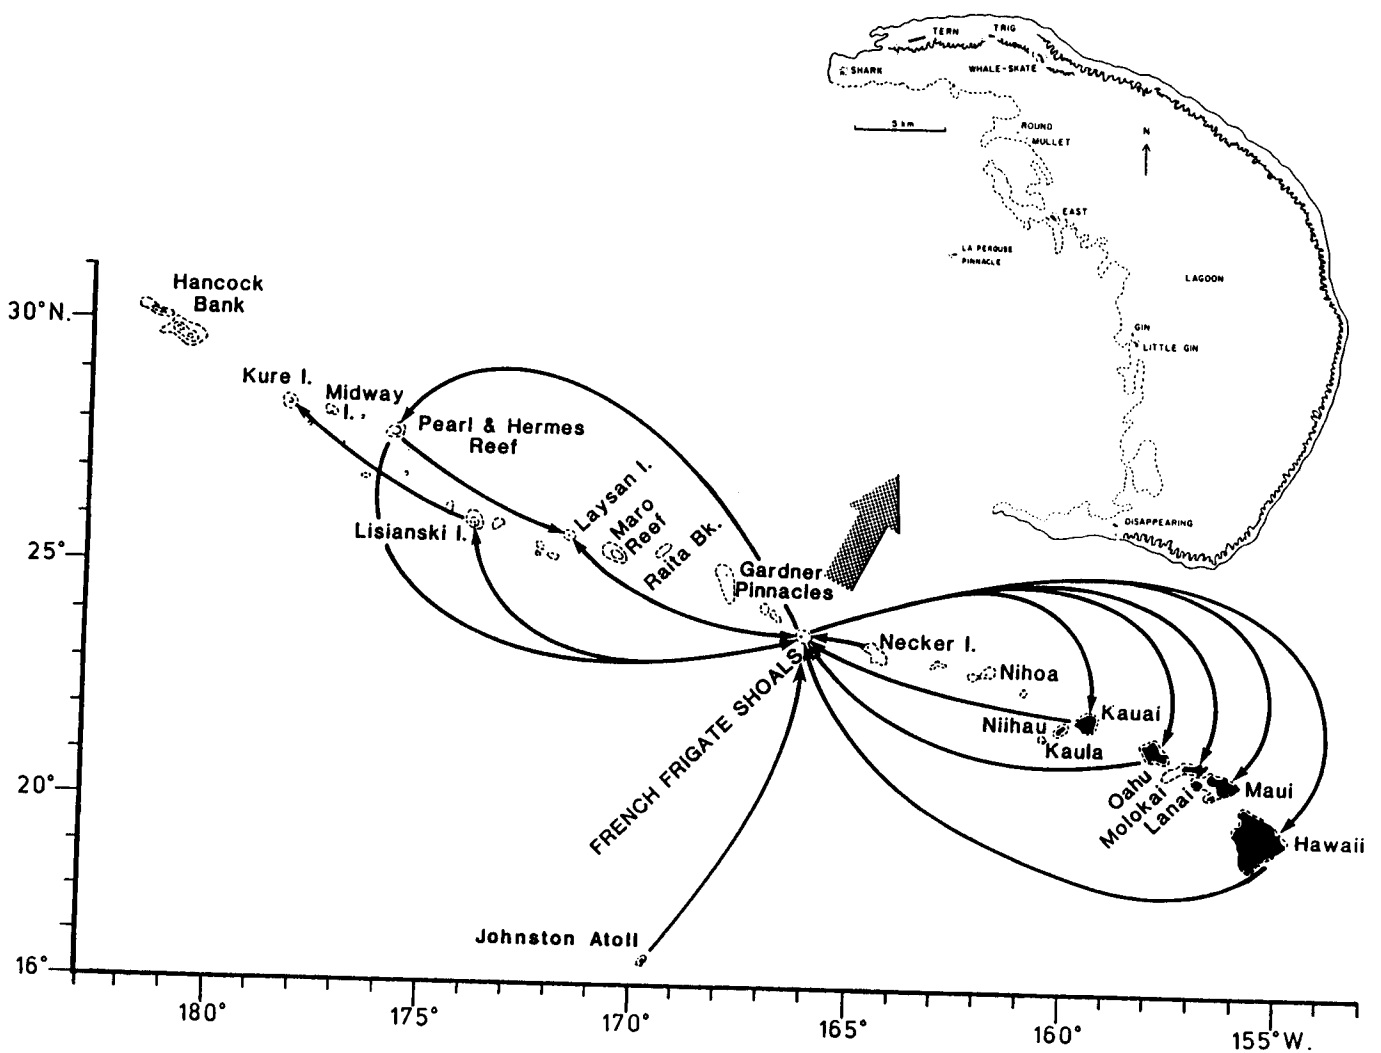 TERN
TRIG
SHARK
WHALE-SKATE
5 km
ROUND
MULLET
N
EAST
LA PEROUSE
PINNACLE
LAGOON
GIN
LITTLE GIN
DISAPPEARING
30°N.
Hancock
Bank
Kure I.
Midway
I.
Pearl & Hermes
Reef
Laysan I.
Maro
Reef
Raita Bk.
Lisianski I.
25°
Gardner
Pinnacles
Necker I.
Nihoa
FRENCH FRIGATE SHOALS
Niihau
Kauai
Kaula
20°
Oahu
Molokai
Lanai
Maui
Hawaii
Johnston Atoll
16°
180°
175°
170°
165°
160°
155°W.